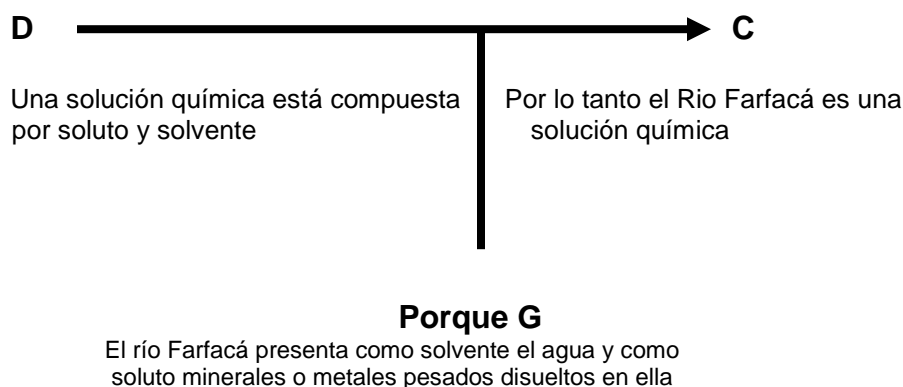 D C
Una solución química está compuesta
por soluto y solvente
Por lo tanto el Rio Farfacá es una
solución química
Porque G
El río Farfacá presenta como solvente el agua y como
soluto minerales o metales pesados disueltos en ella